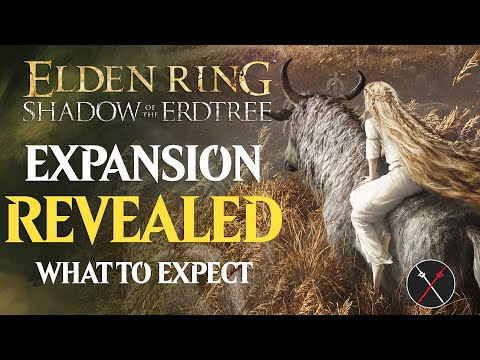 ELDEN RING
SHADOW OF THE ERDTREE
EXPANSION
REVEALED
WHAT TO EXPECT